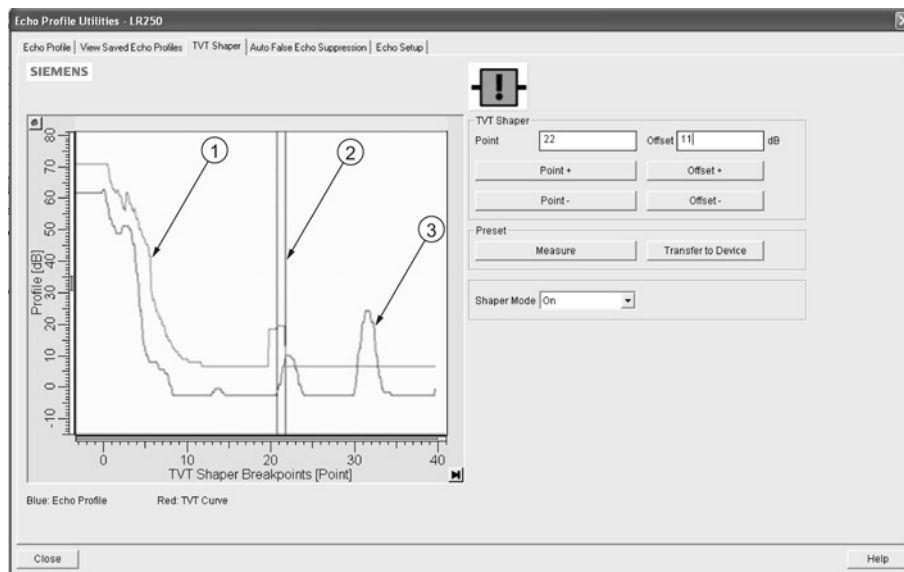 Echo Profile Utilities - LR250
Echo Profile
View Saved Echo Profiles
TVT Shaper
Auto False Echo Suppression
Echo Setup
SIEMENS
!
TVT Shaper
Point 22 Offset 11 dB
Point + Offset +
Point - Offset -
Preset
Measure Transfer to Device
Shaper Mode On
Profile [dB]
80
70
60
50
40
30
20
10
0
-10
1
2
3
0 10 20 30 40
TVT Shaper Breakpoints [Point]
Blue: Echo Profile Red: TVT Curve
Close Help